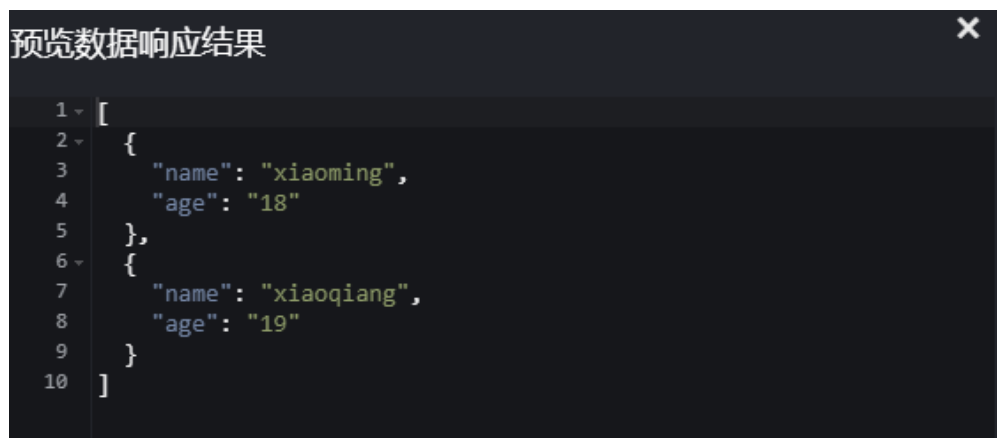 预览数据响应结果 ×
1 [
2 {
3 "name": "xiaoming",
4 "age": "18"
5 },
6 {
7 "name": "xiaoqiang",
8 "age": "19"
9 }
10 ]